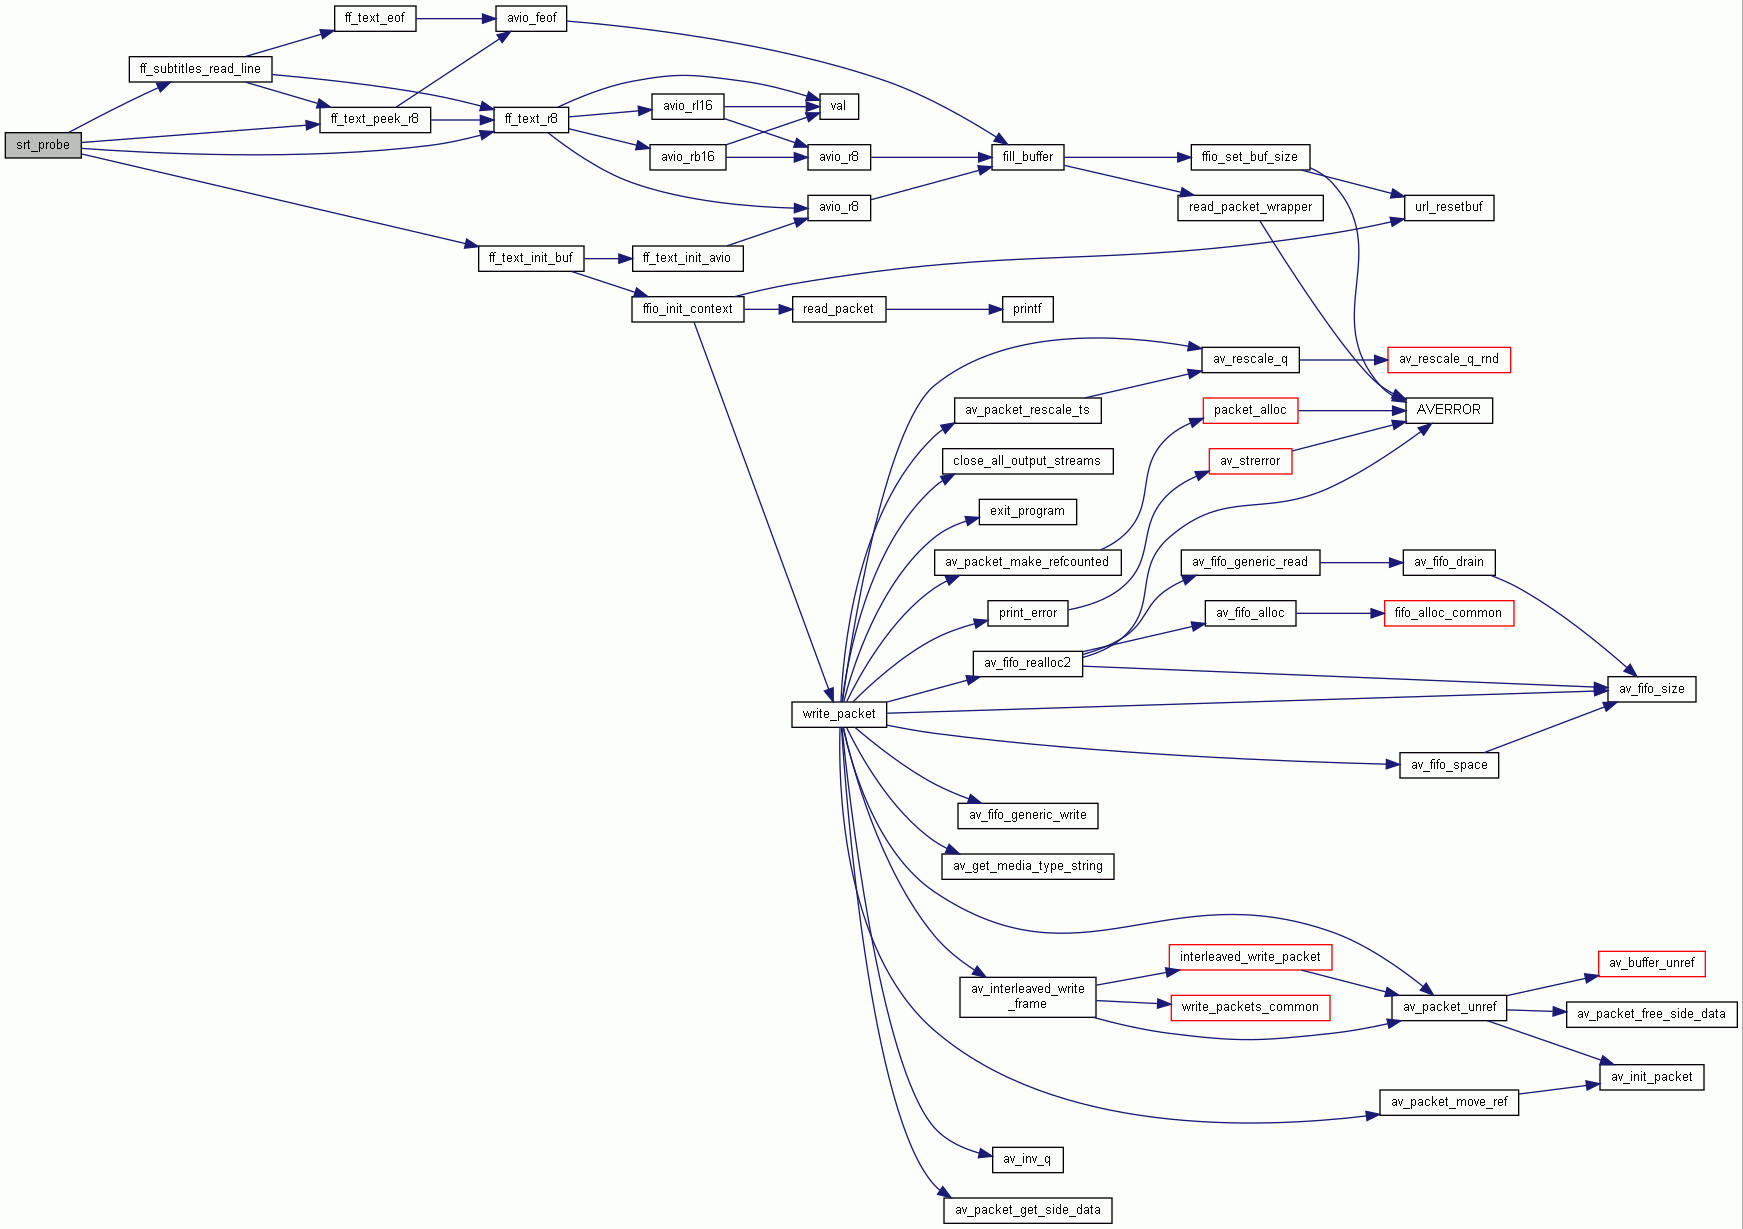 ff_text_eof
avio_feof
ff_subtitles_read_line
avio_rl16
val
ff_text_peek_r8
ff_text_r8
srt_probe
avio_rb16
avio_r8
fill_buffer
ffio_set_buf_size
avio_r8
read_packet_wrapper
url_resetbuf
ff_text_init_buf
ff_text_init_avio
ffio_init_context
read_packet
printf
av_rescale_q
av_rescale_q_rnd
av_packet_rescale_ts
packet_alloc
AVERROR
close_all_output_streams
av_strerror
exit_program
av_packet_make_refcounted
av_fifo_generic_read
av_fifo_drain
print_error
av_fifo_alloc
fifo_alloc_common
av_fifo_realloc2
av_fifo_size
write_packet
av_fifo_space
av_fifo_generic_write
av_get_media_type_string
interleaved_write_packet
av_buffer_unref
av_interleaved_write
_frame
write_packets_common
av_packet_unref
av_packet_free_side_data
av_init_packet
av_packet_move_ref
av_inv_q
av_packet_get_side_data